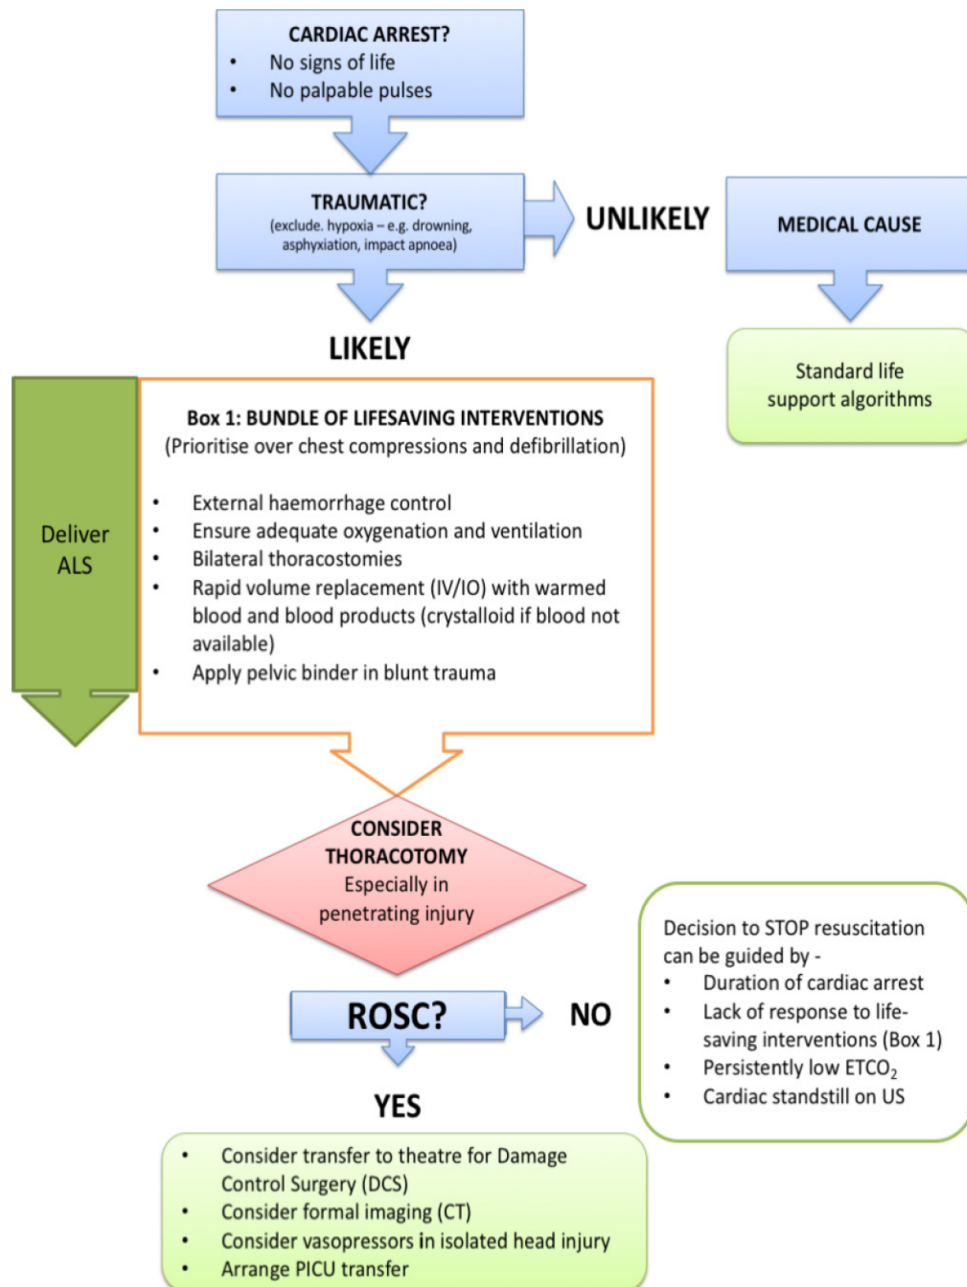 CARDIAC ARREST?
• No signs of life
• No palpable pulses
TRAUMATIC?
(exclude. hypoxia – e.g. drowning,
asphyxiation, impact apnoea)
UNLIKELY
MEDICAL CAUSE
LIKELY
Standard life
support algorithms
Deliver
ALS
Box 1: BUNDLE OF LIFESAVING INTERVENTIONS
(Prioritise over chest compressions and defibrillation)
• External haemorrhage control
• Ensure adequate oxygenation and ventilation
• Bilateral thoracostomies
• Rapid volume replacement (IV/IO) with warmed
blood and blood products (crystalloid if blood not
available)
• Apply pelvic binder in blunt trauma
CONSIDER
THORACOTOMY
Especially in
penetrating injury
ROSC?
NO
Decision to STOP resuscitation
can be guided by -
• Duration of cardiac arrest
• Lack of response to life-
saving interventions (Box 1)
• Persistently low ETCO₂
• Cardiac standstill on US
YES
• Consider transfer to theatre for Damage
Control Surgery (DCS)
• Consider formal imaging (CT)
• Consider vasopressors in isolated head injury
• Arrange PICU transfer